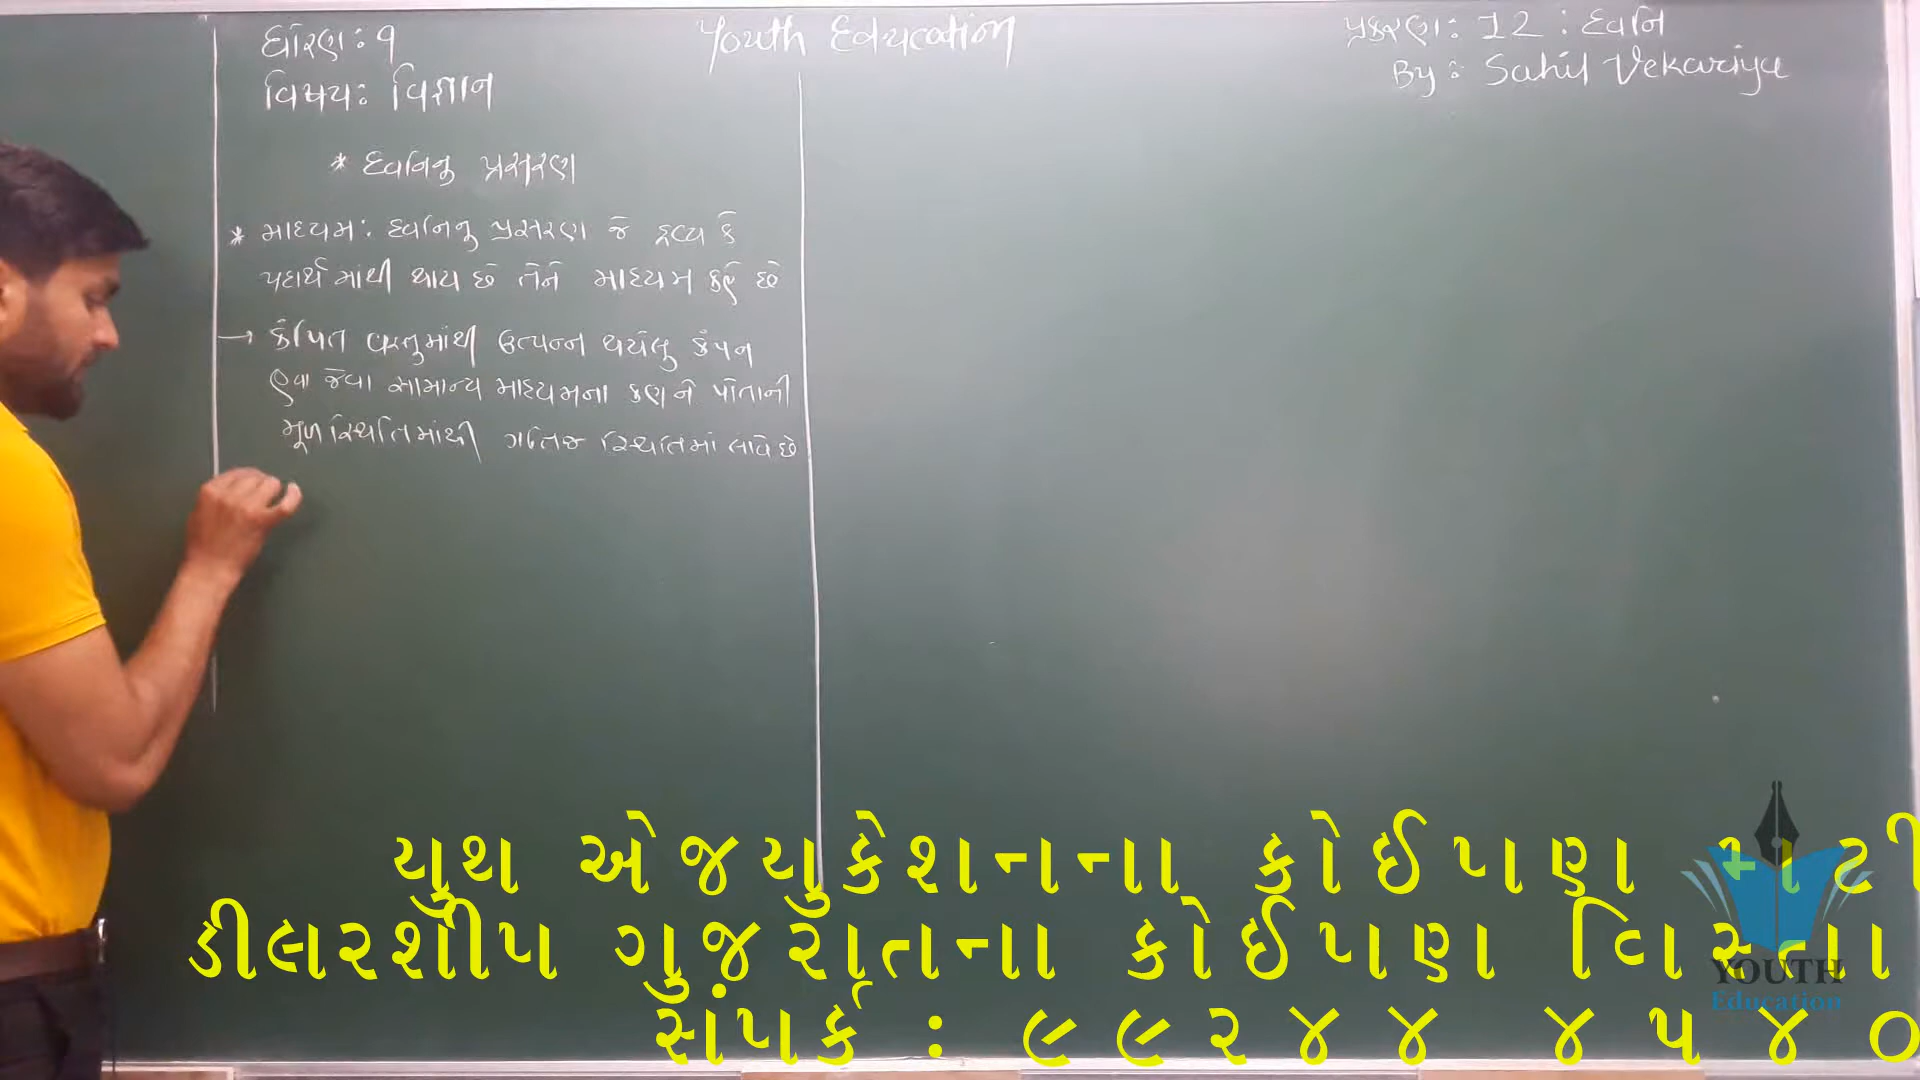 ધોરણ: 9
વિષય: વિજ્ઞાન
Youth Education
પ્રકરણ: 12 : ધ્વનિ
By: Sahil Vekariya
* ધ્વનિનુ પ્રસરણ
* માધ્યમ: ધ્વનિનુ પ્રસરણ જે દ્રવ્ય કે
પદાર્થમાંથી થાય છે તેને માધ્યમ કહે છે
→ કંપિત વસ્તુમાંથી ઉત્પન્ન થયેલુ કંપન
હવા જેવા સામાન્ય માધ્યમના કણને પોતાની
મૂળ સ્થિતિમાંથી ગતિજ સ્થિતિમાં લાવે છે
યુથ એજયુકેશનના કોઈપણ
ડીલરશીપ ગુજરાતના કોઈપણ
સંપર્ક : ૯૯૨૪૪ ૪૫૪૦
YOUTH
Education